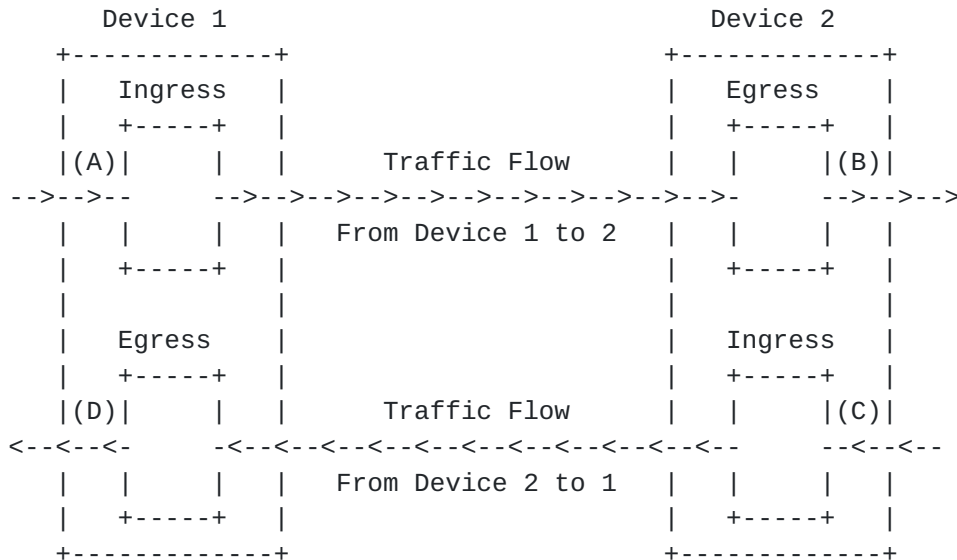 Device 1 Device 2
+-------------+ +-------------+
| Ingress | | Egress |
| +-----+ | | +-----+ |
|(A)| | | Traffic Flow | | |(B)|
-->-->-- -->-->-->-->-->-->-->-->-->-->-->- -->-->-->
| | | | From Device 1 to 2 | | | |
| +-----+ | | +-----+ |
| | | |
| Egress | | Ingress |
| +-----+ | | +-----+ |
|(D)| | | Traffic Flow | | |(C)|
<--<--<- -<--<--<--<--<--<--<--<--<--<--<-- --<--<--
| | | | From Device 2 to 1 | | | |
| +-----+ | | +-----+ |
+-------------+ +-------------+